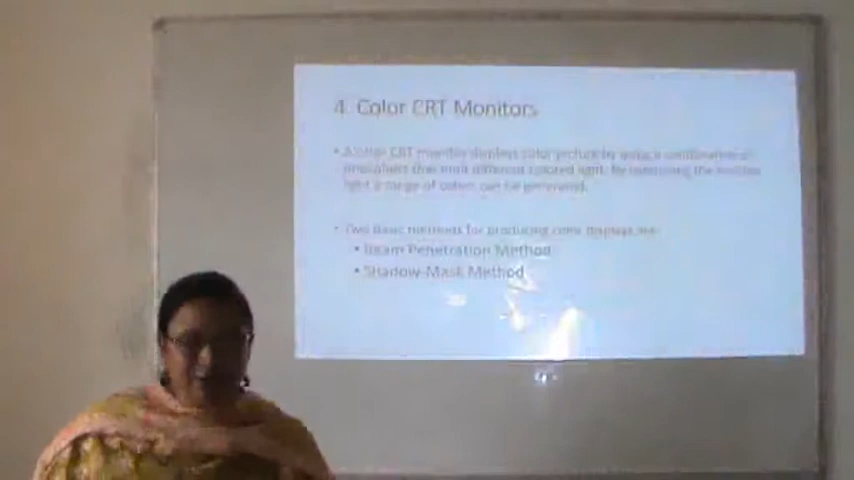 4 Color CRT Monitors
• A color CRT monitor displays color picture by using a combination of
phosphors that emit different colored light. By combining the emitted
light a range of colors can be generated.
• Two Basic methods for producing color displays are:
• Beam Penetration Method
• Shadow-Mask Method